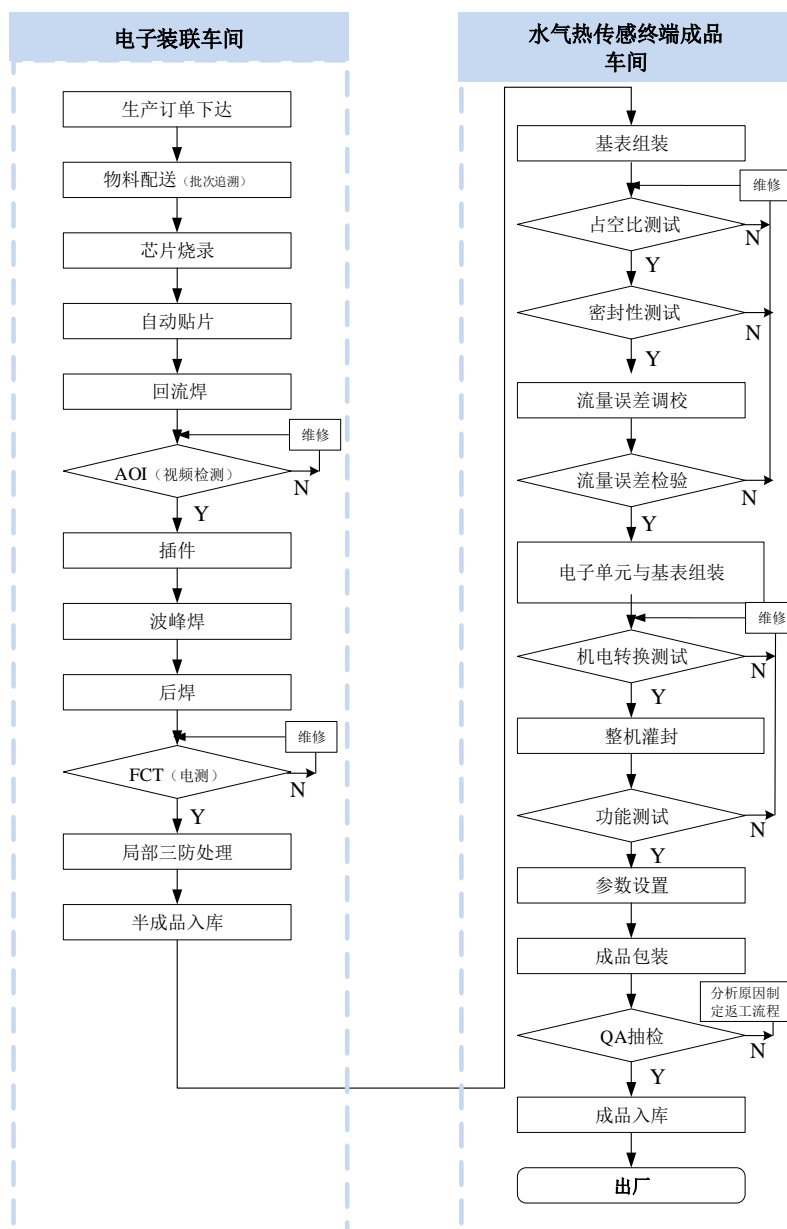 电子装联车间
生产订单下达
物料配送（批次追溯）
芯片烧录
自动贴片
回流焊
维修
AOI（视频检测）
N
Y
插件
波峰焊
后焊
维修
FCT（电测）
N
Y
局部三防处理
半成品入库
水气热传感终端成品
车间
基表组装
维修
占空比测试
N
Y
密封性测试
N
Y
流量误差调校
流量误差检验
N
Y
电子单元与基表组装
维修
机电转换测试
N
Y
整机灌封
功能测试
N
Y
参数设置
成品包装
分析原因制
定返工流程
QA抽检
N
Y
成品入库
出厂